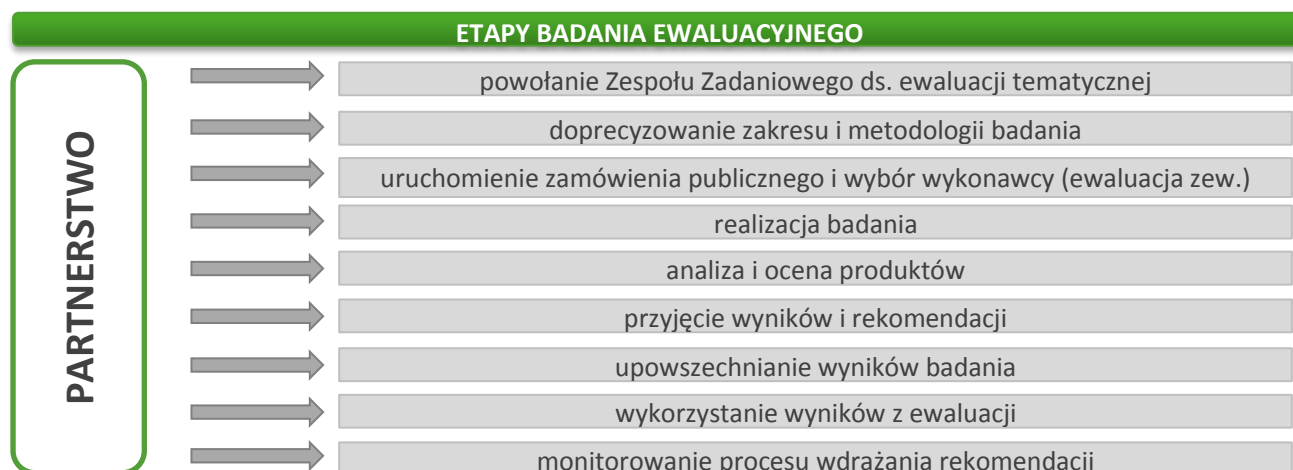 ETAPY BADANIA EWALUACYJNEGO
PARTNERSTWO
powołanie Zespołu Zadaniowego ds. ewaluacji tematycznej
doprecyzowanie zakresu i metodologii badania
uruchomienie zamówienia publicznego i wybór wykonawcy (ewaluacja zew.)
realizacja badania
analiza i ocena produktów
przyjęcie wyników i rekomendacji
upowszechnianie wyników badania
wykorzystanie wyników z ewaluacji
monitorowanie procesu wdrażania rekomendacji